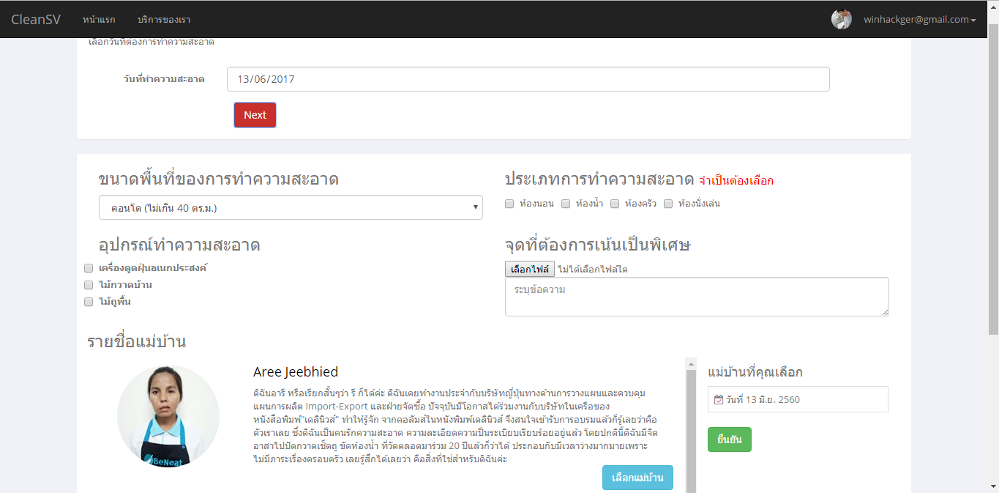 CleanSV หน้าแรก บริการของเรา winhackger@gmail.com
เลือกวันที่ต้องการทำความสะอาด
วันที่ทำความสะอาด 13/06/2017
Next
ขนาดพื้นที่ของการทำความสะอาด
คอนโด (ไม่เกิน 40 ตร.ม.)
ประเภทการทำความสะอาด จำเป็นต้องเลือก
ห้องนอน ห้องน้ำ ห้องครัว ห้องนั่งเล่น
อุปกรณ์ทำความสะอาด
เครื่องดูดฝุ่นอเนกประสงค์
ไม้กวาดบ้าน
ไม้ถูพื้น
จุดที่ต้องการเน้นเป็นพิเศษ
เลือกไฟล์ ไม่ได้เลือกไฟล์ใด
ระบุข้อความ
รายชื่อแม่บ้าน
BeNeat
Aree Jeebhied
ดิฉันอารี หรือเรียกสั้นๆว่า รี ก็ได้ค่ะ ดิฉันเคยทำงานประจำกับบริษัทญี่ปุ่นทางด้านการวางแผนและควบคุม
แผนการผลิต Import-Export และฝ่ายจัดซื้อ ปัจจุบันมีโอกาสได้ร่วมงานกับบริษัทในเครือของ
หนังสือพิมพ์"เดลินิวส์" ทำให้รู้จัก จากคอลัมส์ในหนังพิมพ์เดลินิวส์ จึงสนใจเข้ารับการอบรมแล้วก็รู้เลยว่าคือ
ตัวเราเลย ซึ่งดิฉันเป็นคนรักความสะอาด ความละเอียดความเป็นระเบียบเรียบร้อยอยู่แล้ว โดยปกตินี้ดิฉันมีจิต
อาสาไปปัดกวาดเช็ดถู ขัดห้องน้ำ ที่วัดตลอดมาร่วม 20 ปีแล้วก็ว่าได้ ประกอบกับมีเวลาว่างมากมายเพราะ
ไม่มีภาระเรื่องครอบครัว เลยรู้สึกได้เลยว่า คือสิ่งที่ใช่สำหรับดิฉันค่ะ
เลือกแม่บ้าน
แม่บ้านที่คุณเลือก
วันที่ 13 มิ.ย. 2560
ยืนยัน